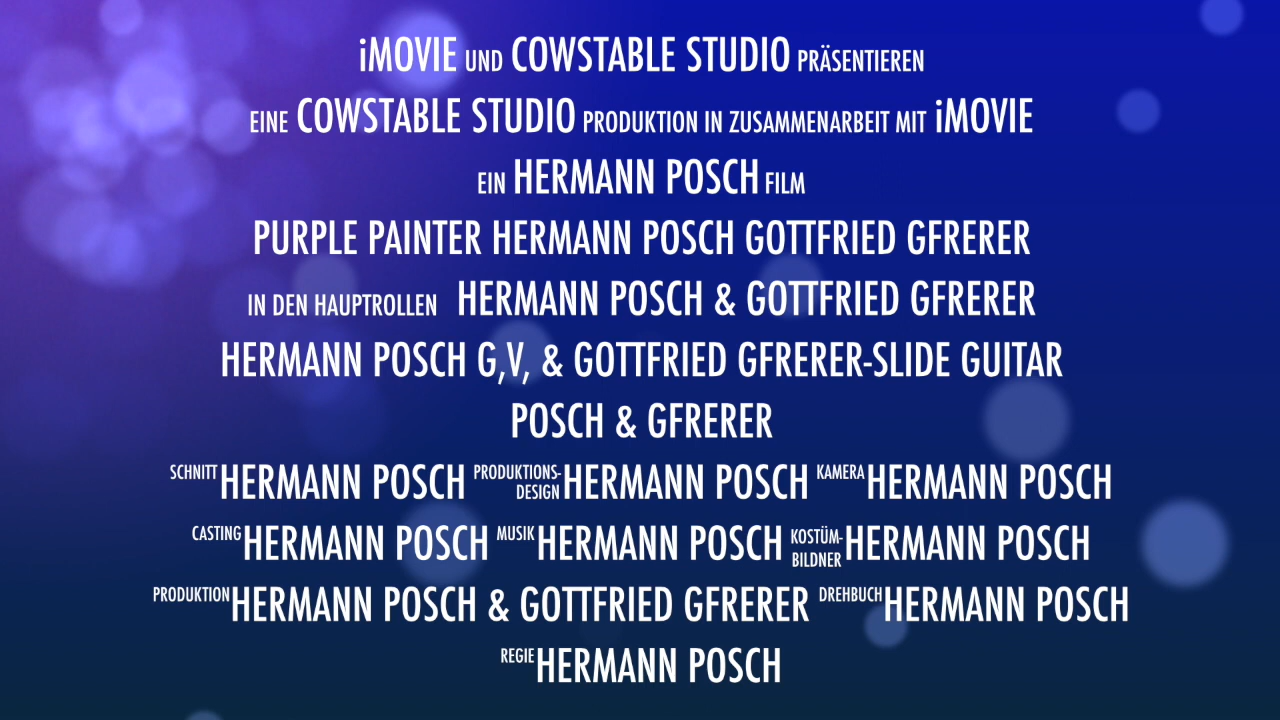 iMOVIE UND COWSTABLE STUDIO PRÄSENTIEREN
EINE COWSTABLE STUDIO PRODUKTION IN ZUSAMMENARBEIT MIT iMOVIE
EIN HERMANN POSCH FILM
PURPLE PAINTER HERMANN POSCH GOTTFRIED GFRERER
IN DEN HAUPTROLLEN HERMANN POSCH & GOTTFRIED GFRERER
HERMANN POSCH G,V, & GOTTFRIED GFRERER-SLIDE GUITAR
POSCH & GFRERER
SCHNITT HERMANN POSCH PRODUKTIONS-DESIGN HERMANN POSCH KAMERA HERMANN POSCH
CASTING HERMANN POSCH MUSIK HERMANN POSCH KOSTÜM-BILDNER HERMANN POSCH
PRODUKTION HERMANN POSCH & GOTTFRIED GFRERER DREHBUCH HERMANN POSCH
REGIE HERMANN POSCH